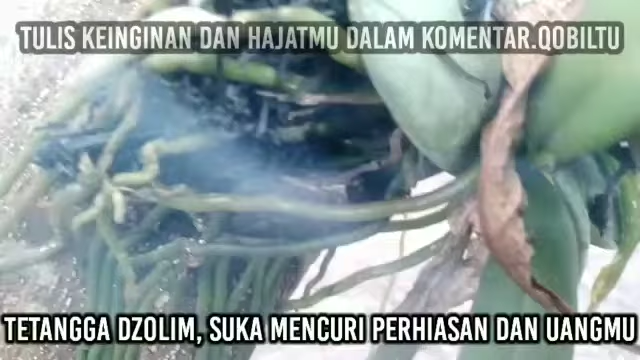 TULIS KEINGINAN DAN HAJATMU DALAM KOMENTAR.QOBILTU
TETANGGA DZOLIM, SUKA MENCURI PERHIASAN DAN UANGMU